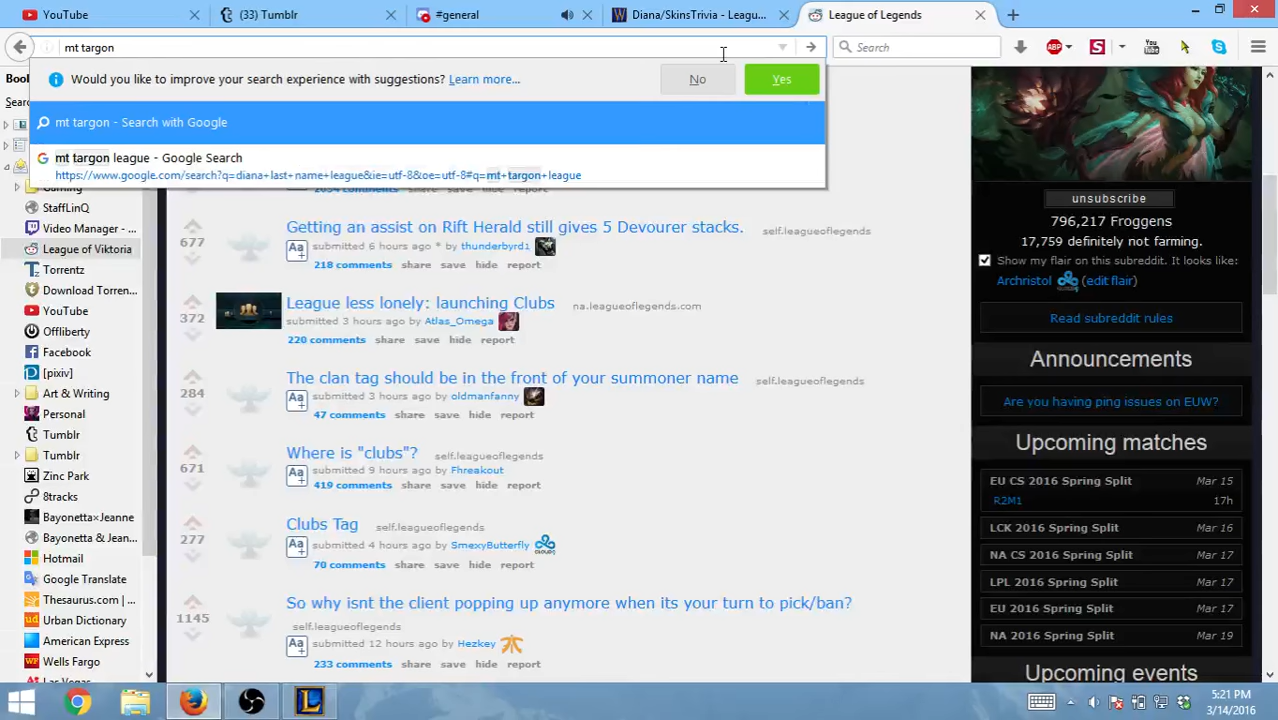 YouTube
(33) Tumblr
#general
Diana/SkinsTrivia - Leagu...
League of Legends
mt targon
Search
ABP
S
You Tube
Would you like to improve your search experience with suggestions? Learn more...
No
Yes
mt targon - Search with Google
mt targon league - Google Search
https://www.google.com/search?q=diana+last+name+league&ie=utf-8&oe=utf-8#q=mt+targon+league
StaffLinQ
Video Manager - ...
League of Viktria
Torrentz
Download Torren...
YouTube
Offliberty
Facebook
[pixiv]
Art & Writing
Personal
Tumblr
Tumblr
Zinc Park
8tracks
Bayonetta×Jeanne
Bayonetta & Jean...
Hotmail
Google Translate
Thesaurus.com | ...
Urban Dictionary
American Express
Wells Fargo
677
Getting an assist on Rift Herald still gives 5 Devourer stacks. self.leagueoflegends
Aa+
submitted 6 hours ago * by thunderbyrd1
218 comments share save hide report
372
League less lonely: launching Clubs na.leagueoflegends.com
submitted 3 hours ago by Atlas_Omega
220 comments share save hide report
284
The clan tag should be in the front of your summoner name self.leagueoflegends
Aa+
submitted 3 hours ago by oldmanfanny
47 comments share save hide report
671
Where is "clubs"? self.leagueoflegends
Aa+
submitted 9 hours ago by Fhreakout
419 comments share save hide report
277
Clubs Tag self.leagueoflegends
Aa+
submitted 4 hours ago by SmexyButterfly
70 comments share save hide report
1145
So why isnt the client popping up anymore when its your turn to pick/ban?
self.leagueoflegends
Aa+
submitted 12 hours ago by Hezkey
233 comments share save hide report
unsubscribe
796,217 Froggens
17,759 definitely not farming.
Show my flair on this subreddit. It looks like:
Archristol (edit flair)
Read subreddit rules
Announcements
Are you having ping issues on EUW?
Upcoming matches
EU CS 2016 Spring Split Mar 15
R2M1 17h
LCK 2016 Spring Split Mar 16
NA CS 2016 Spring Split Mar 17
LPL 2016 Spring Split Mar 17
EU 2016 Spring Split Mar 17
NA 2016 Spring Split Mar 19
Upcoming events
5:21 PM
3/14/2016